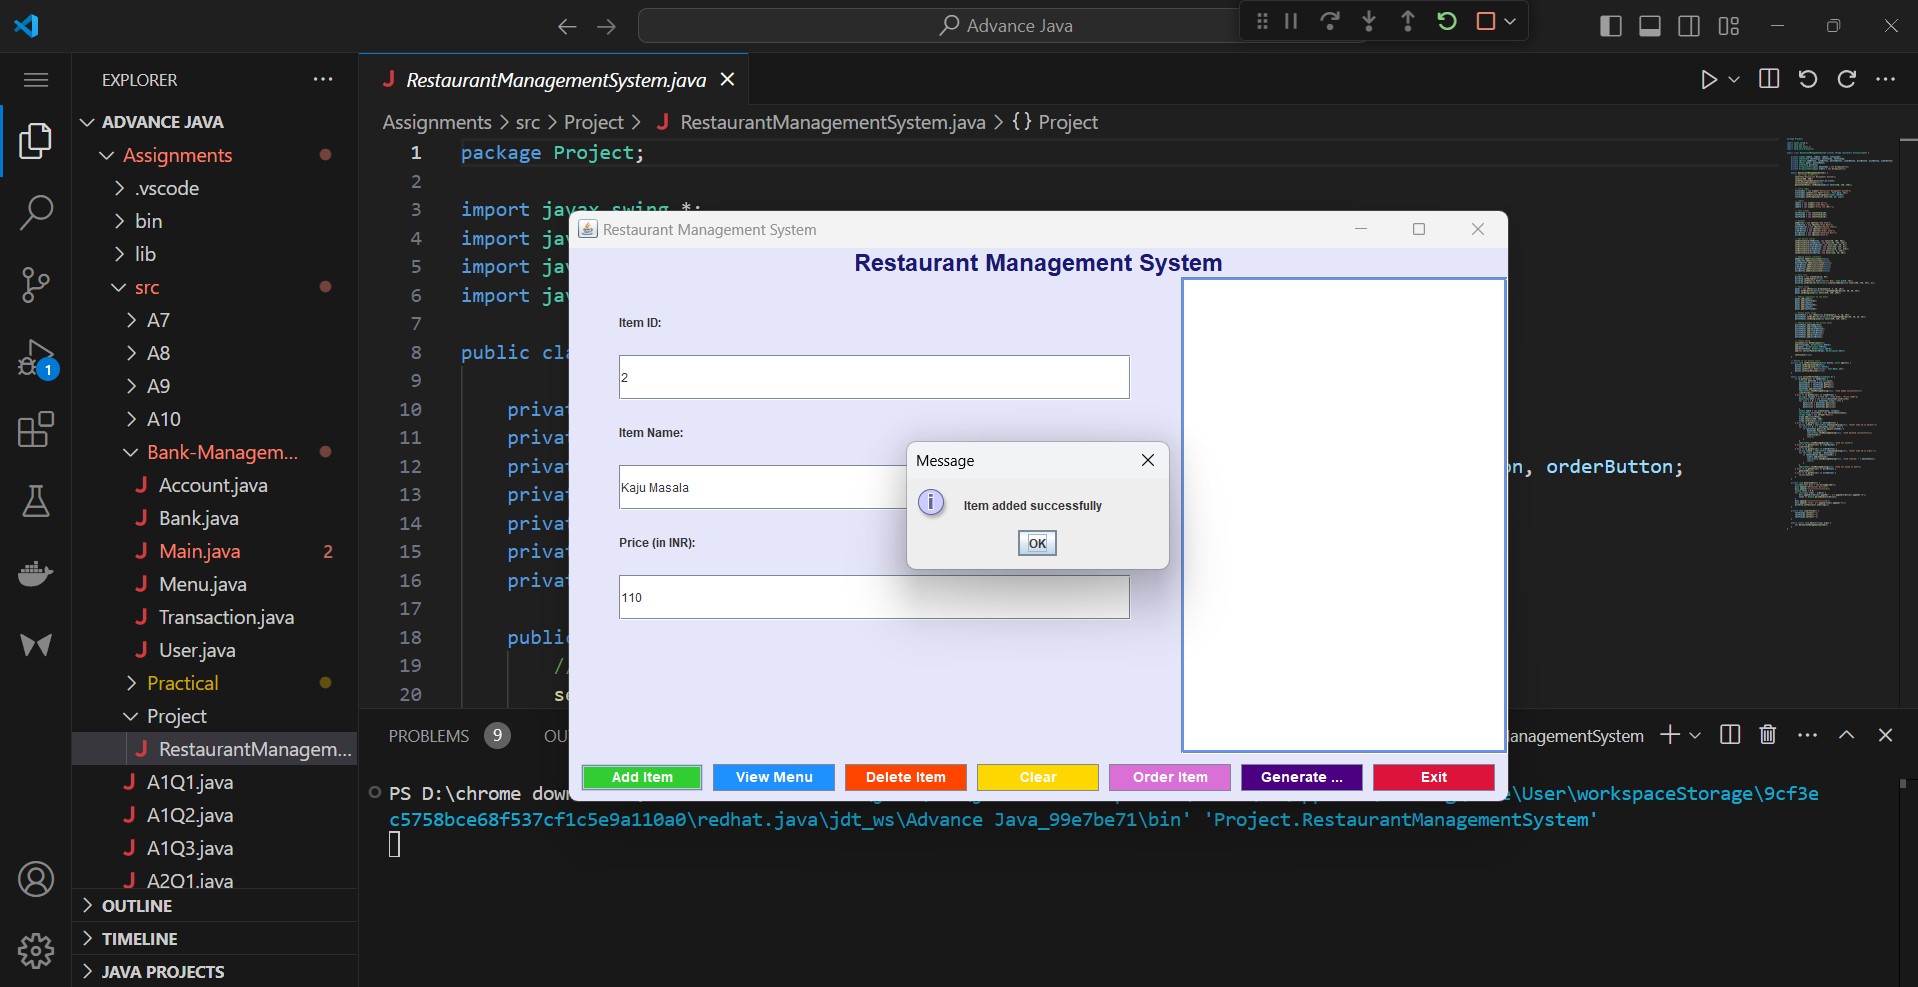 Advance Java
EXPLORER
RestaurantManagementSystem.java
ADVANCE JAVA
Assignments > src > Project > J RestaurantManagementSystem.java > {} Project
Assignments
.vscode
bin
lib
src
A7
A8
A9
A10
Bank-Managem...
Account.java
Bank.java
Main.java 2
Menu.java
Transaction.java
User.java
Practical
Project
RestaurantManagem...
A1Q1.java
A1Q2.java
A1Q3.java
A2Q1.java
OUTLINE
TIMELINE
JAVA PROJECTS
1
1 package Project;
2
3 import javax.swing.*;
4 import ja
5 import ja
6 import ja
7
8 public cl
9
10 priva
11 priva
12 priva n, orderButton;
13 priva
14 priva
15 priva
16 priva
17
18 publi
19 //
20 se
Restaurant Management System
Restaurant Management System
Item ID:
2
Item Name:
Kaju Masala
Price (in INR):
110
Message
Item added successfully
OK
Add Item
View Menu
Delete Item
Clear
Order Item
Generate ...
Exit
PROBLEMS 9 OU anagementSystem
PS D:\chrome dow e\User\workspaceStorage\9cf3e
c5758bce68f537cf1c5e9a110a0\redhat.java\jdt_ws\Advance Java_99e7be71\bin' 'Project.RestaurantManagementSystem'